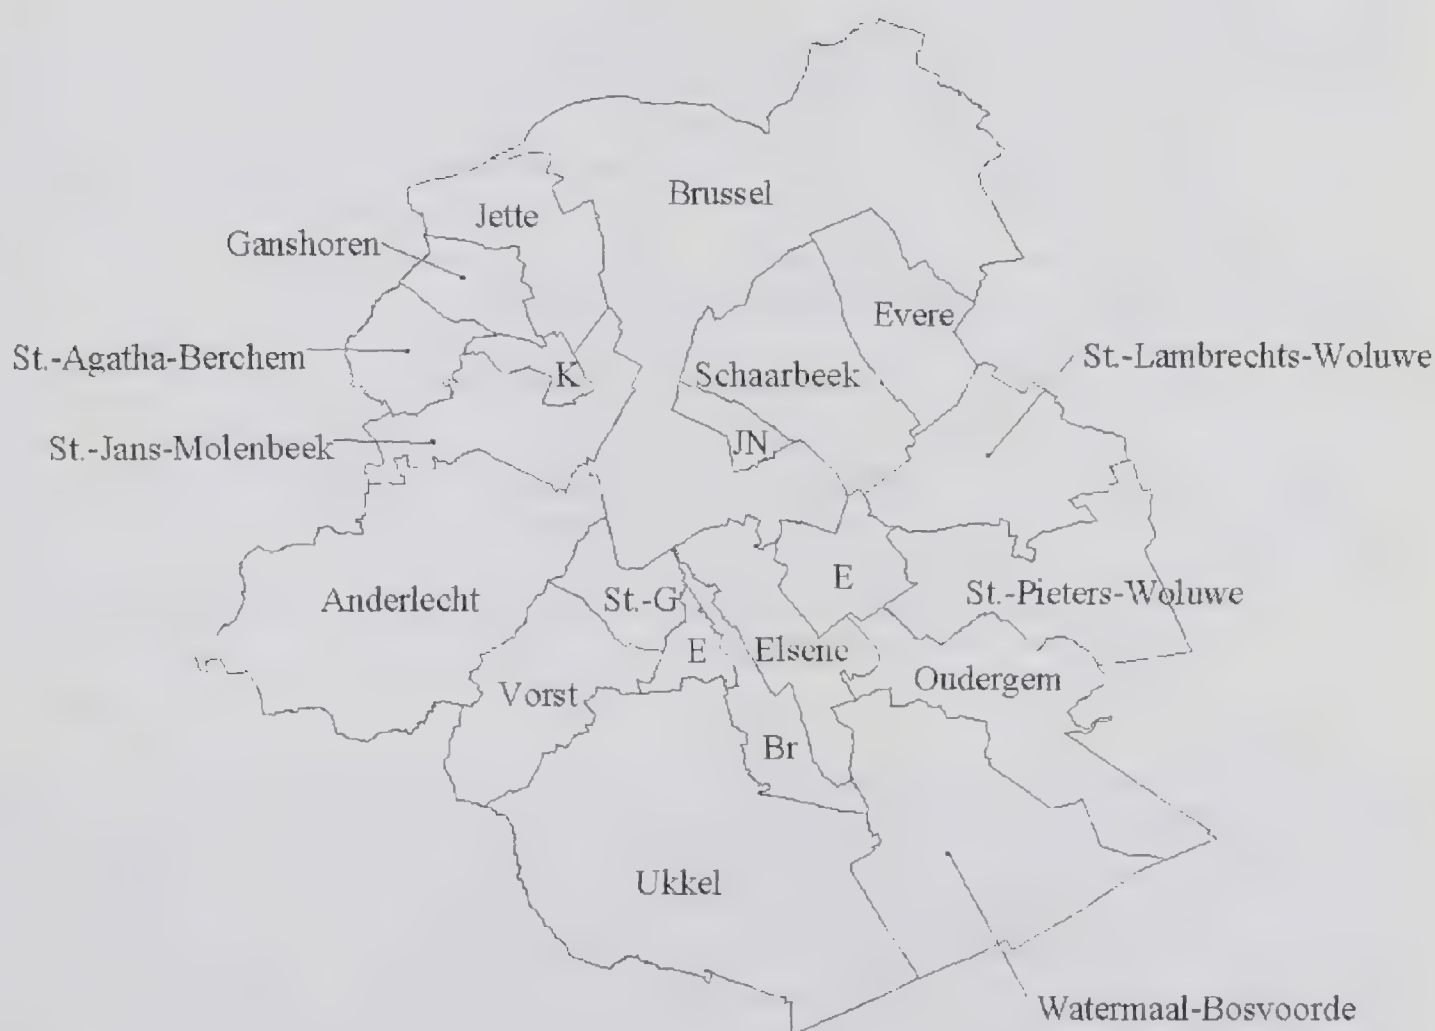 Brussel
Jette
Ganshoren
Evere
St.-Agatha-Berchem
K
Schaarbeek
St.-Lambrechts-Woluwe
St.-Jans-Molenbeek
JN
E
Anderlecht
St.-G
St.-Pieters-Woluwe
E
Elsene
Oudergem
Vorst
Br
Ukkel
Watermaal-Bosvoorde